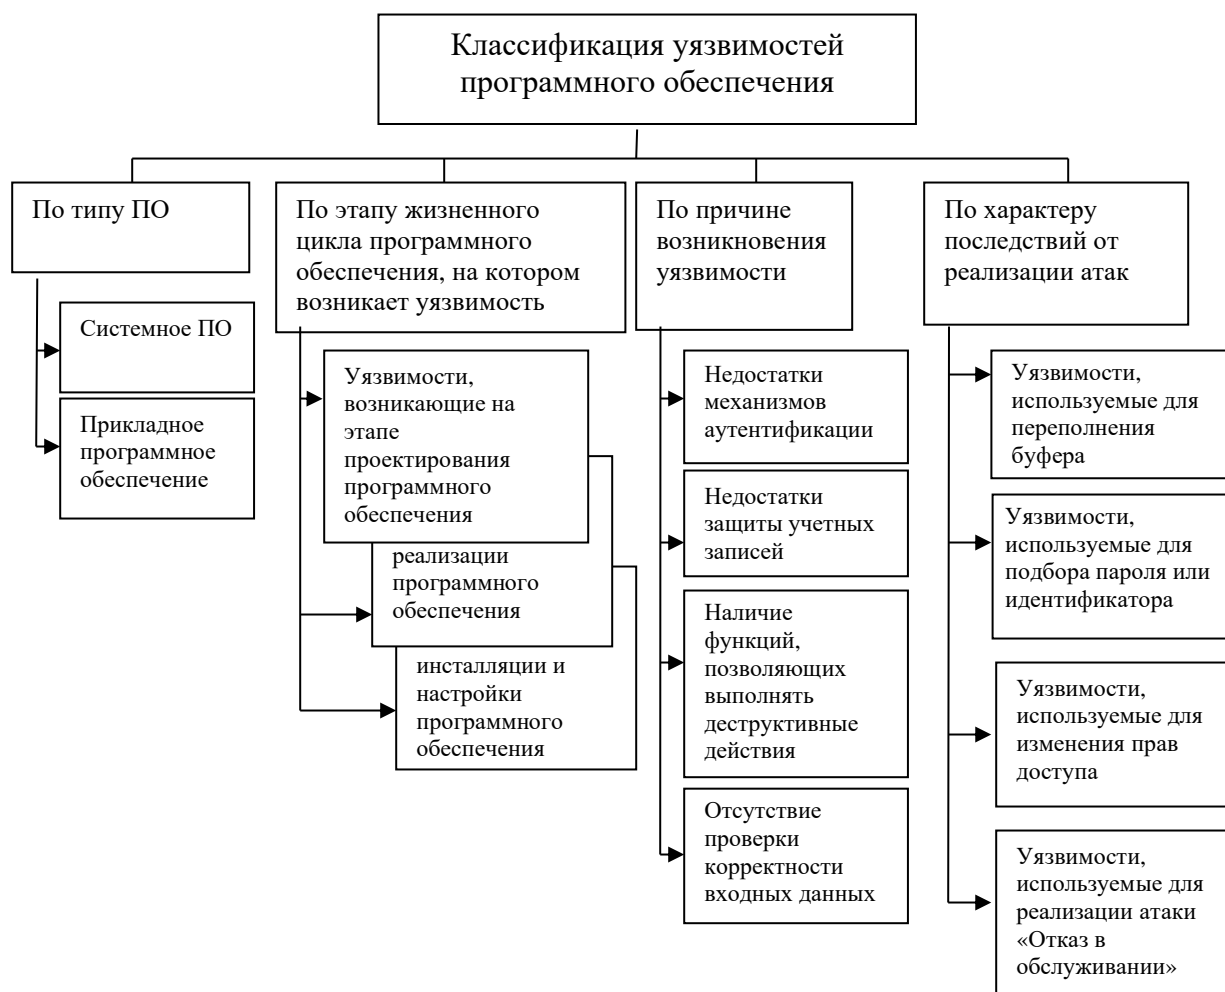 Классификация уязвимостей
программного обеспечения
По типу ПО
Системное ПО
Прикладное
программное
обеспечение
По этапу жизненного
цикла программного
обеспечения, на котором
возникает уязвимость
Уязвимости,
возникающие на
этапе
проектирования
программного
обеспечения
реализации
программного
обеспечения
инсталляции и
настройки
программного
обеспечения
По причине
возникновения
уязвимости
Недостатки
механизмов
аутентификации
Недостатки
защиты учетных
записей
Наличие
функций,
позволяющих
выполнять
деструктивные
действия
Отсутствие
проверки
корректности
входных данных
По характеру
последствий от
реализации атак
Уязвимости,
используемые для
переполнения
буфера
Уязвимости,
используемые для
подбора пароля или
идентификатора
Уязвимости,
используемые для
изменения прав
доступа
Уязвимости,
используемые для
реализации атаки
«Отказ в
обслуживании»